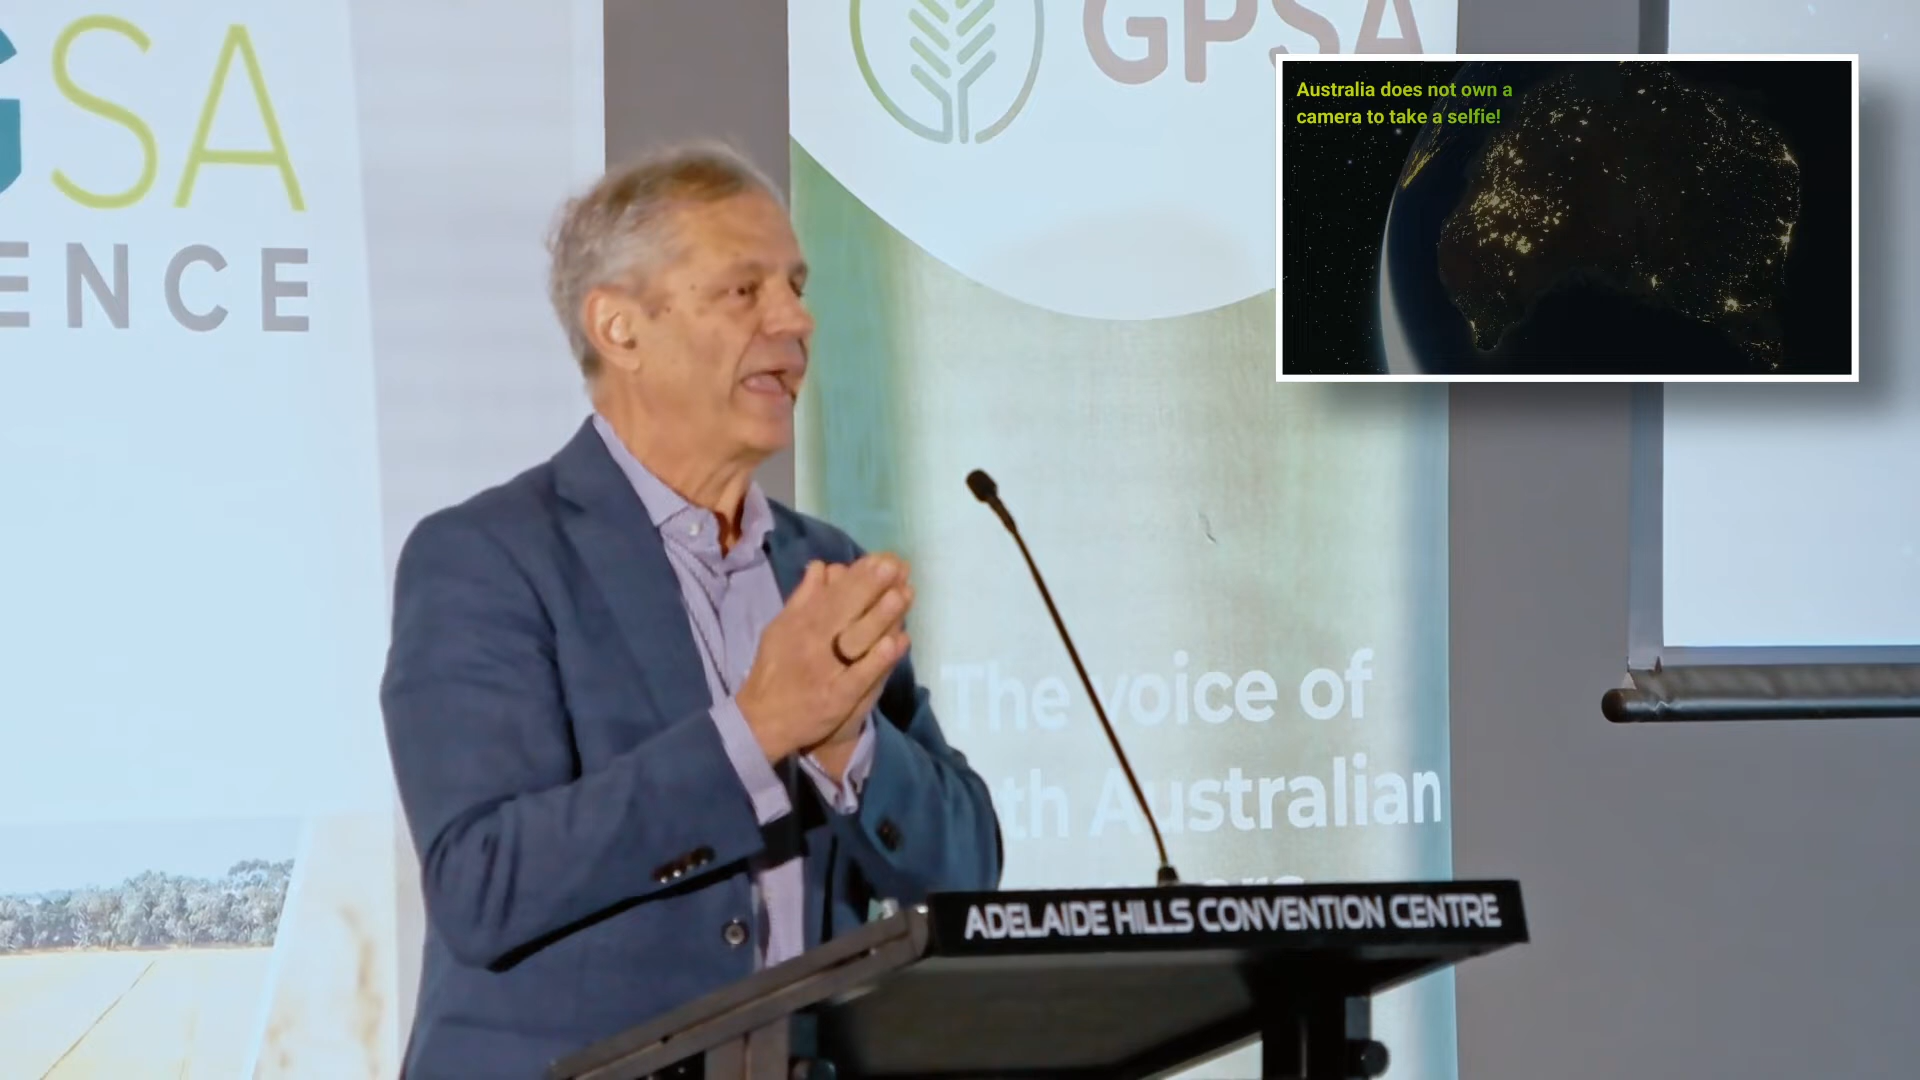 GSA
ENCE
GPSA
Australia does not own a
camera to take a selfie!
The voice of
th Australian
ADELAIDE HILLS CONVENTION CENTRE